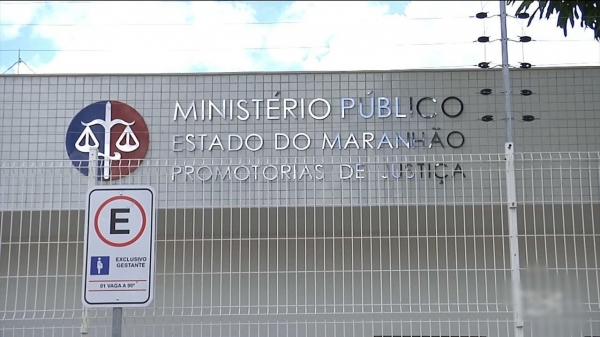 MINISTÉRIO PÚBLICO
ESTADO DO MARANHÃO
PROMOTORIAS DE JUSTIÇA
E
EXCLUSIVO
GESTANTE
01 VAGA A 90°